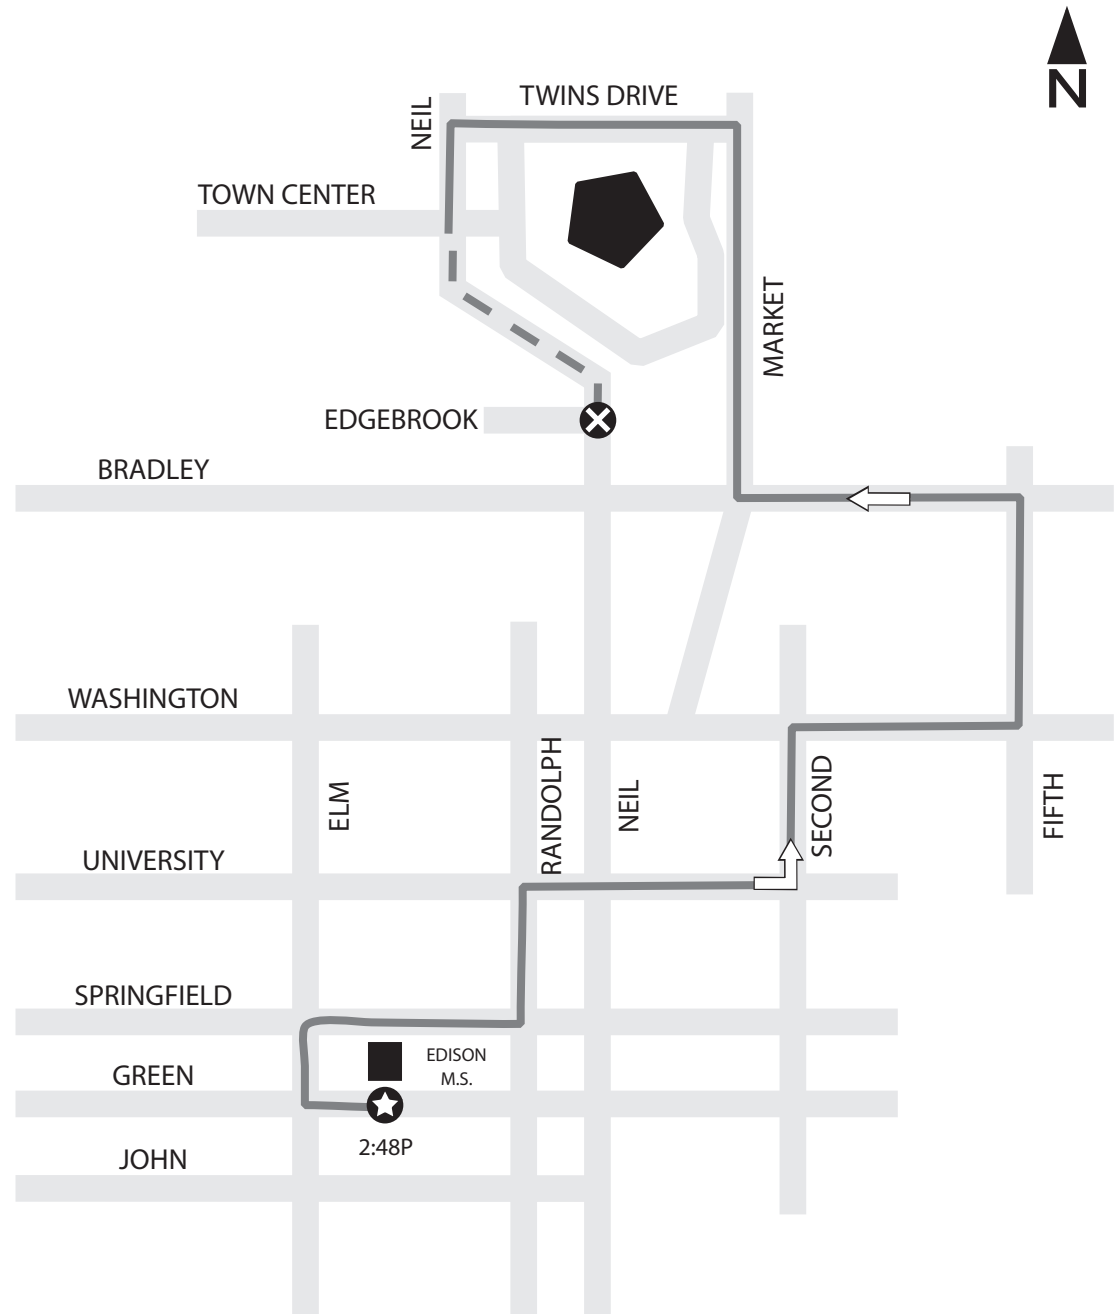 N
TWINS DRIVE
NEIL
TOWN CENTER
MARKET
EDGEBROOK
BRADLEY
WASHINGTON
ELM
RANDOLPH
NEIL
SECOND
FIFTH
UNIVERSITY
SPRINGFIELD
EDISON
M.S.
GREEN
2:48P
JOHN